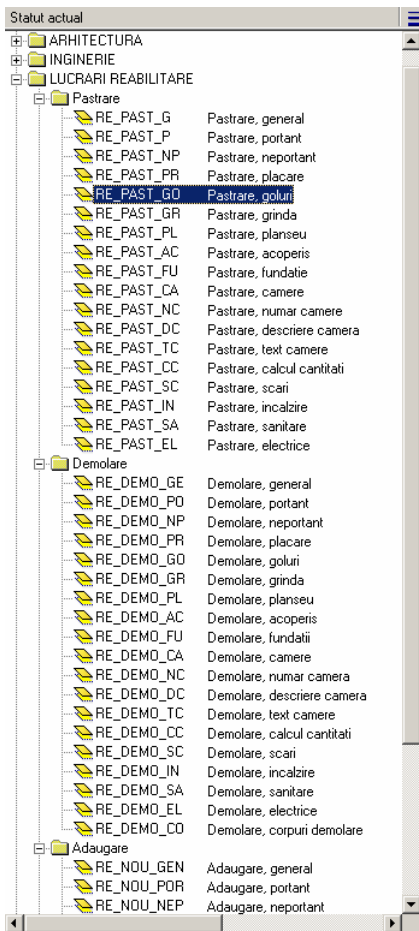 Statut actual
ARHITECTURA
INGINERIE
LUCRARI REABILITARE
Pastrare
RE_PAST_G Pastrare, general
RE_PAST_P Pastrare, portant
RE_PAST_NP Pastrare, neportant
RE_PAST_PR Pastrare, placare
RE_PAST_GO Pastrare, goluri
RE_PAST_GR Pastrare, grinda
RE_PAST_PL Pastrare, planseu
RE_PAST_AC Pastrare, acoperis
RE_PAST_FU Pastrare, fundatie
RE_PAST_CA Pastrare, camere
RE_PAST_NC Pastrare, numar camere
RE_PAST_DC Pastrare, descriere camera
RE_PAST_TC Pastrare, text camere
RE_PAST_CC Pastrare, calcul cantitati
RE_PAST_SC Pastrare, scari
RE_PAST_IN Pastrare, incalzire
RE_PAST_SA Pastrare, sanitare
RE_PAST_EL Pastrare, electrice
Demolare
RE_DEMO_GE Demolare, general
RE_DEMO_PO Demolare, portant
RE_DEMO_NP Demolare, neportant
RE_DEMO_PR Demolare, placare
RE_DEMO_GO Demolare, goluri
RE_DEMO_GR Demolare, grinda
RE_DEMO_PL Demolare, planseu
RE_DEMO_AC Demolare, acoperis
RE_DEMO_FU Demolare, fundatii
RE_DEMO_CA Demolare, camere
RE_DEMO_NC Demolare, numar camera
RE_DEMO_DC Demolare, descriere camera
RE_DEMO_TC Demolare, text camere
RE_DEMO_CC Demolare, calcul cantitati
RE_DEMO_SC Demolare, scari
RE_DEMO_IN Demolare, incalzire
RE_DEMO_SA Demolare, sanitare
RE_DEMO_EL Demolare, electrice
RE_DEMO_CO Demolare, corpuri demolare
Adaugare
RE_NOU_GEN Adaugare, general
RE_NOU_POR Adaugare, portant
RE_NOU_NEP Adaugare, neportant